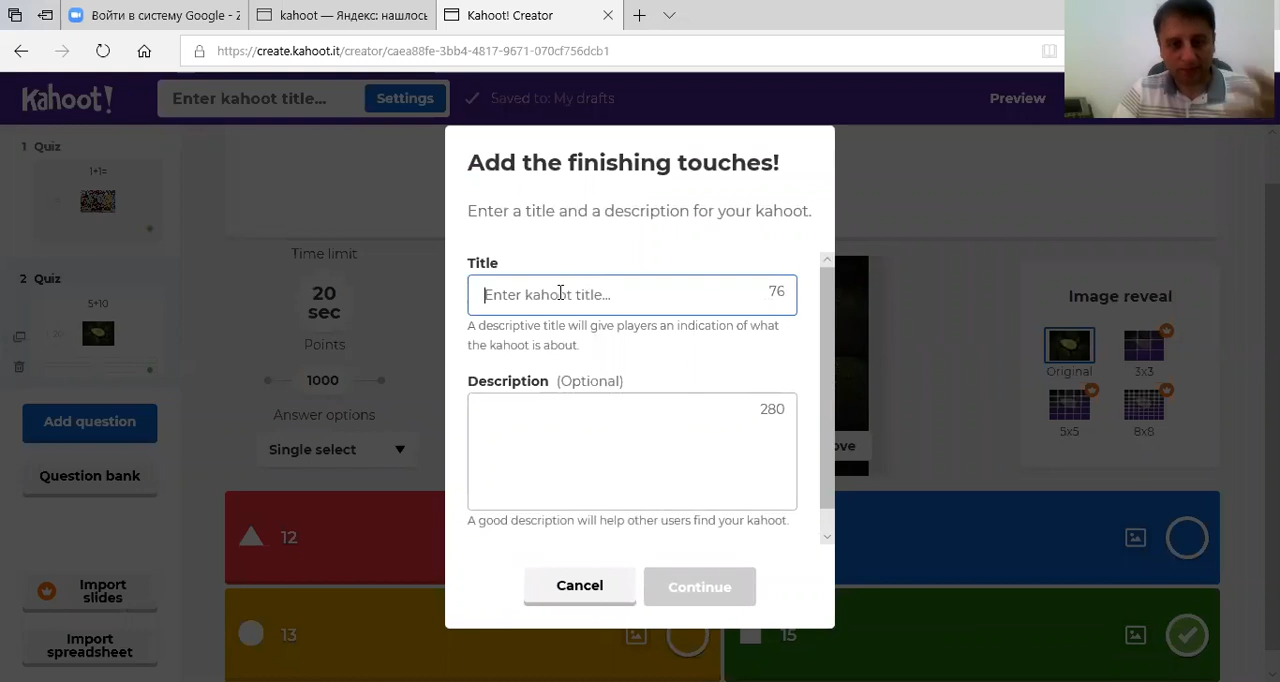 Войти в систему Google - Z
kahoot — Яндекс: нашлось
Kahoot! Creator
https://create.kahoot.it/creator/caea88fe-3bb4-4817-9671-070cf756dcb1
Kahoot!
Enter kahoot title...
Settings
Saved to: My drafts
Preview
1 Quiz
1+1=
2 Quiz
5+10
Add question
Question bank
Import slides
Import spreadsheet
Time limit
20
sec
Points
1000
Answer options
Single select
Add the finishing touches!
Enter a title and a description for your kahoot.
Title
Enter kahoot title...
76
A descriptive title will give players an indication of what
the kahoot is about.
Description (Optional)
280
A good description will help other users find your kahoot.
Cancel
Continue
Image reveal
Original
3x3
5x5
8x8
12
13
15